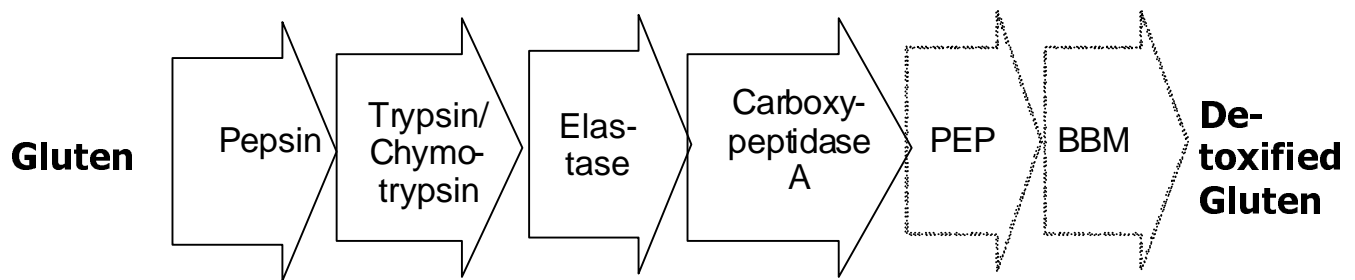 Gluten
Pepsin
Trypsin/
Chymo-
trypsin
Elas-
tase
Carboxy-
peptidase
A
PEP
BBM
De-
toxified
Gluten